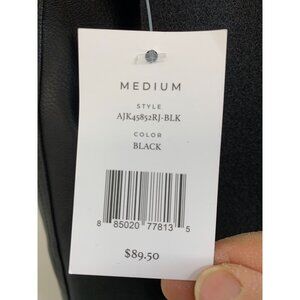 MEDIUM
STYLE
AJK45852RJ-BLK
COLOR
BLACK
8 85020 77813 5
$89.50